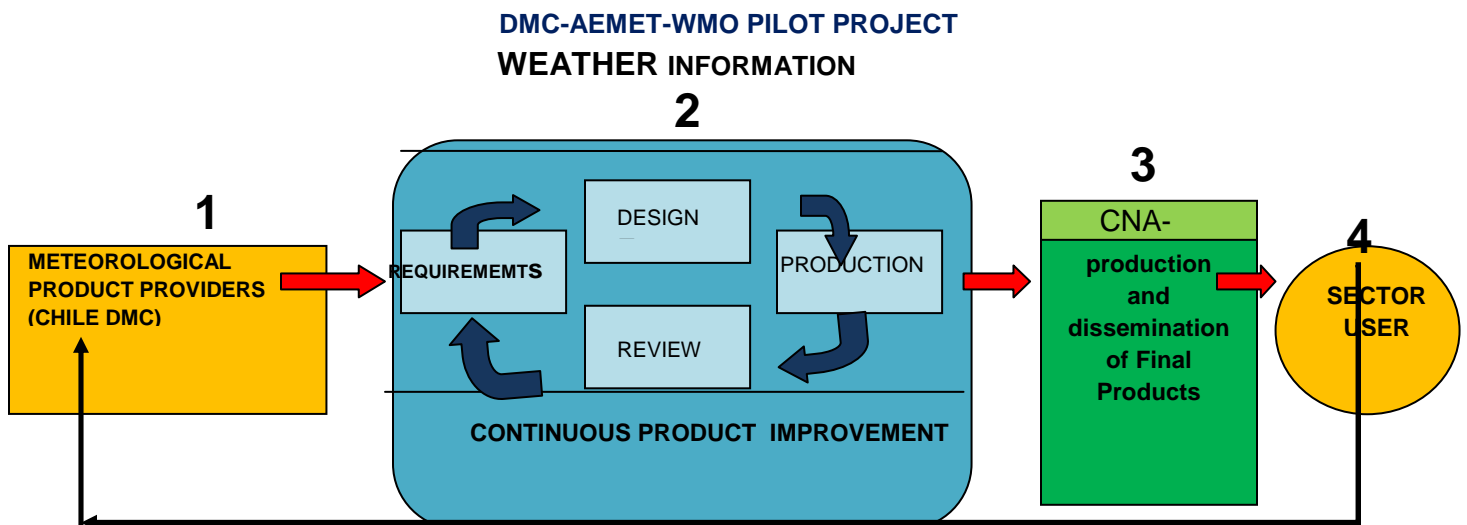 DMC-AEMET-WMO PILOT PROJECT
WEATHER INFORMATION
2
3
1
4
METEOROLOGICAL
PRODUCT PROVIDERS
(CHILE DMC)
REQUIREMEMTS
DESIGN
PRODUCTION
REVIEW
CONTINUOUS PRODUCT IMPROVEMENT
CNA-
production
and
dissemination
of Final
Products
SECTOR
USER